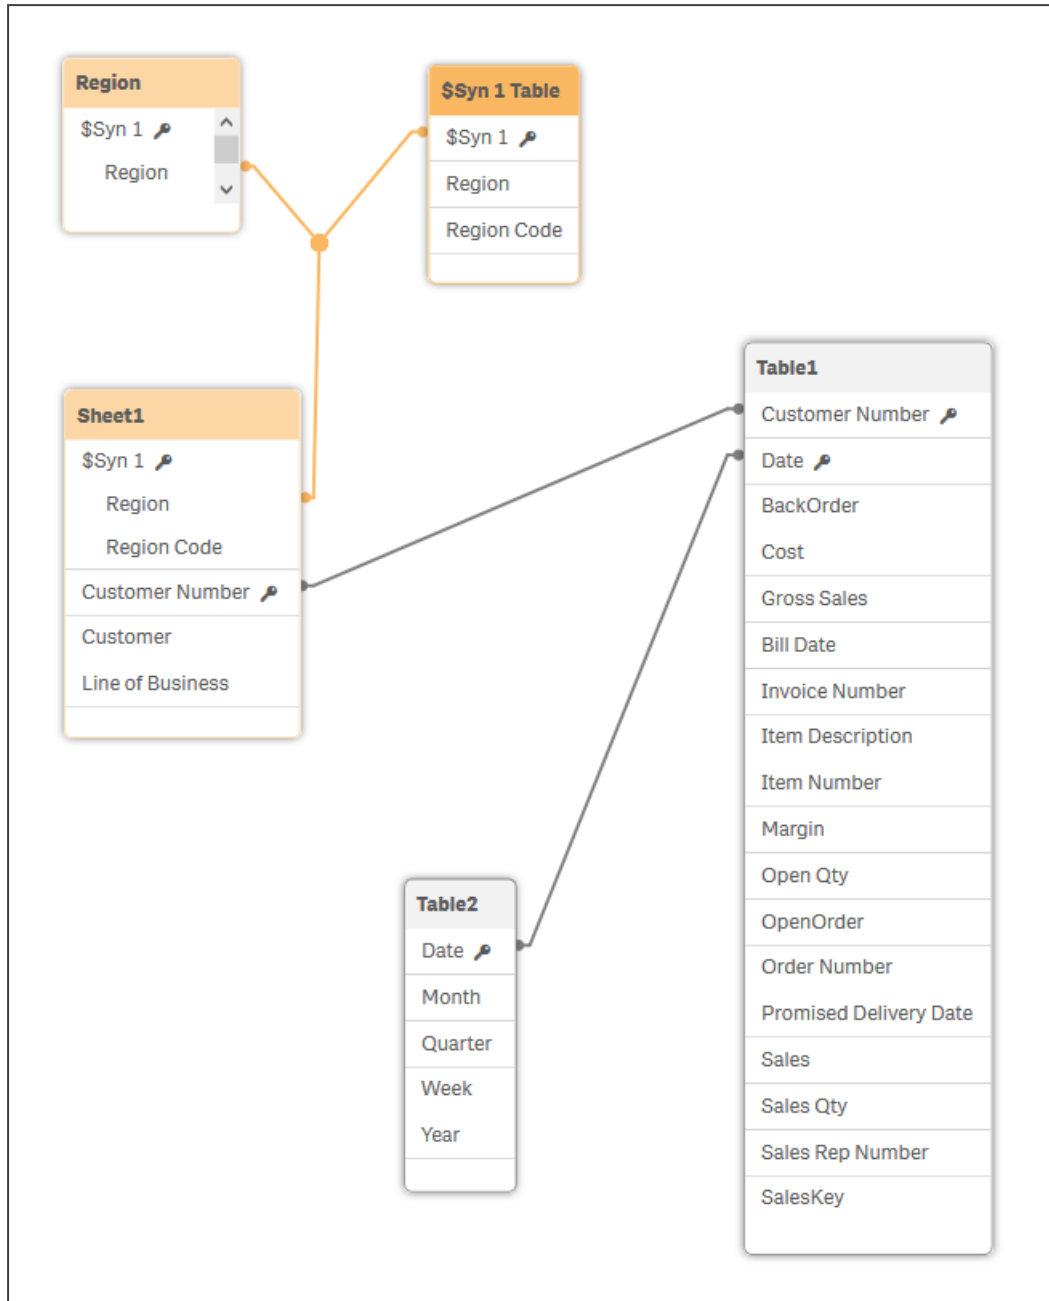 Region
$Syn 1
Region
$Syn 1 Table
$Syn 1
Region
Region Code
Sheet1
$Syn 1
Region
Region Code
Customer Number
Customer
Line of Business
Table1
Customer Number
Date
BackOrder
Cost
Gross Sales
Bill Date
Invoice Number
Item Description
Item Number
Margin
Open Qty
OpenOrder
Order Number
Promised Delivery Date
Sales
Sales Qty
Sales Rep Number
SalesKey
Table2
Date
Month
Quarter
Week
Year